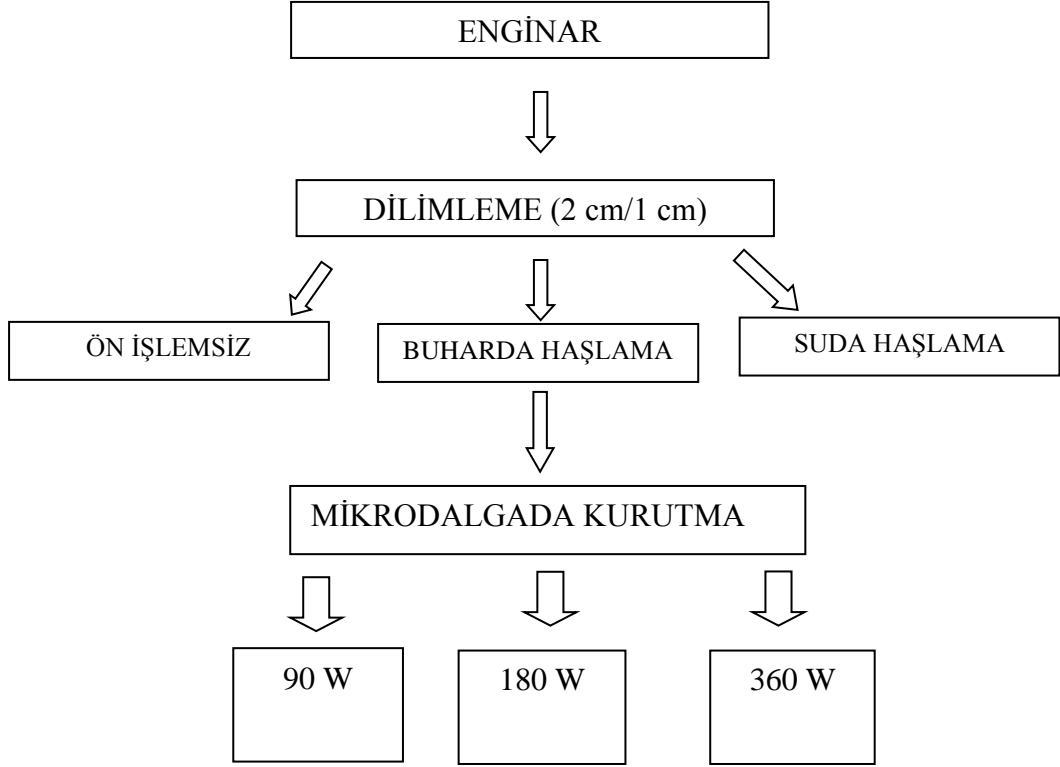 ENGİNAR
DİLİMLEME (2 cm/1 cm)
ÖN İŞLEMSİZ
BUHARDA HAŞLAMA
SUDA HAŞLAMA
MİKRODALGADA KURUTMA
90 W
180 W
360 W